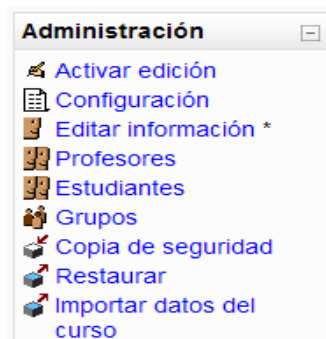 Administración
Activar edición
Configuración
Editar información *
Profesores
Estudiantes
Grupos
Copia de seguridad
Restaurar
Importar datos del
curso